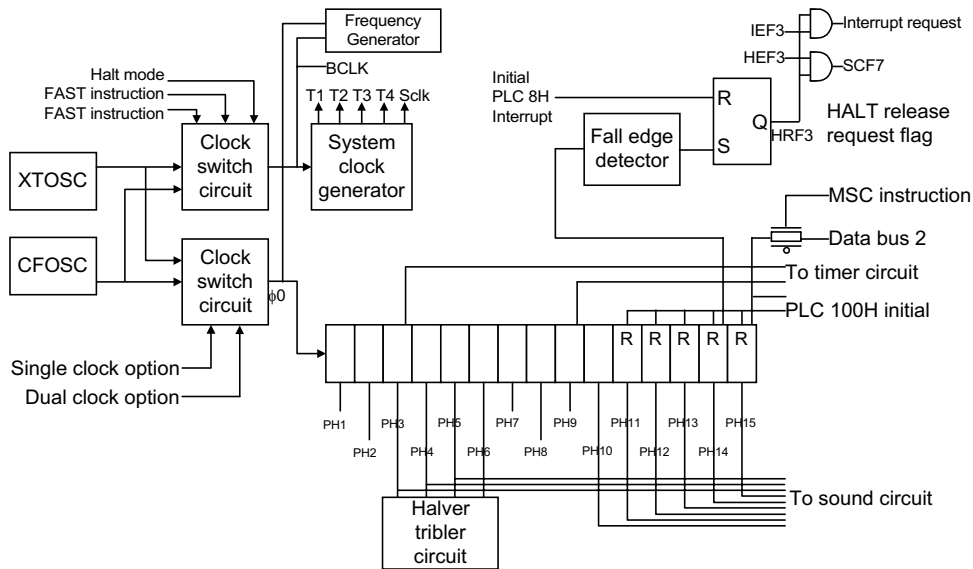 Frequency
Generator
BCLK
Halt mode
FAST instruction
FAST instruction
T1 T2 T3 T4 Sclk
XTOSC
Clock
switch
circuit
System
clock
generator
CFOSC
Clock
switch
circuit
ϕ0
Single clock option
Dual clock option
Initial
PLC 8H
Interrupt
Fall edge
detector
R
S
Q
HRF3
IEF3
HEF3
Interrupt request
SCF7
HALT release
request flag
MSC instruction
Data bus 2
To timer circuit
PLC 100H initial
R R R R R
PH1 PH3 PH5 PH7 PH9 PH11 PH13 PH15
PH2 PH4 PH6 PH8 PH10 PH12 PH14
Halver
tribler
circuit
To sound circuit